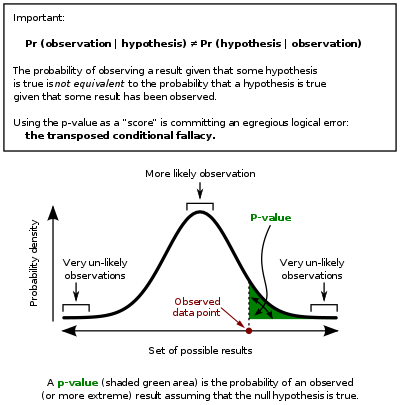 Important:
Pr (observation | hypothesis) ≠ Pr (hypothesis | observation)
The probability of observing a result given that some hypothesis
is true is not equivalent to the probability that a hypothesis is true
given that some result has been observed.
Using the p-value as a "score" is committing an egregious logical error:
the transposed conditional fallacy.
More likely observation
P-value
Probability density
Very un-likely
observations
Very un-likely
observations
Observed
data point
Set of possible results
A p-value (shaded green area) is the probability of an observed
(or more extreme) result assuming that the null hypothesis is true.